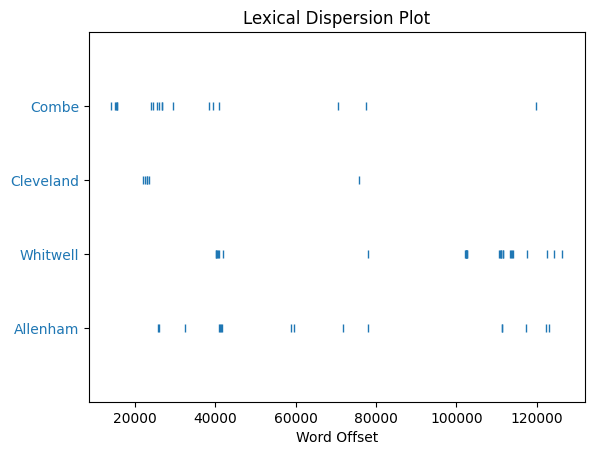 Lexical Dispersion Plot
Combe
Cleveland
Whitwell
Allenham
20000 40000 60000 80000 100000 120000
Word Offset